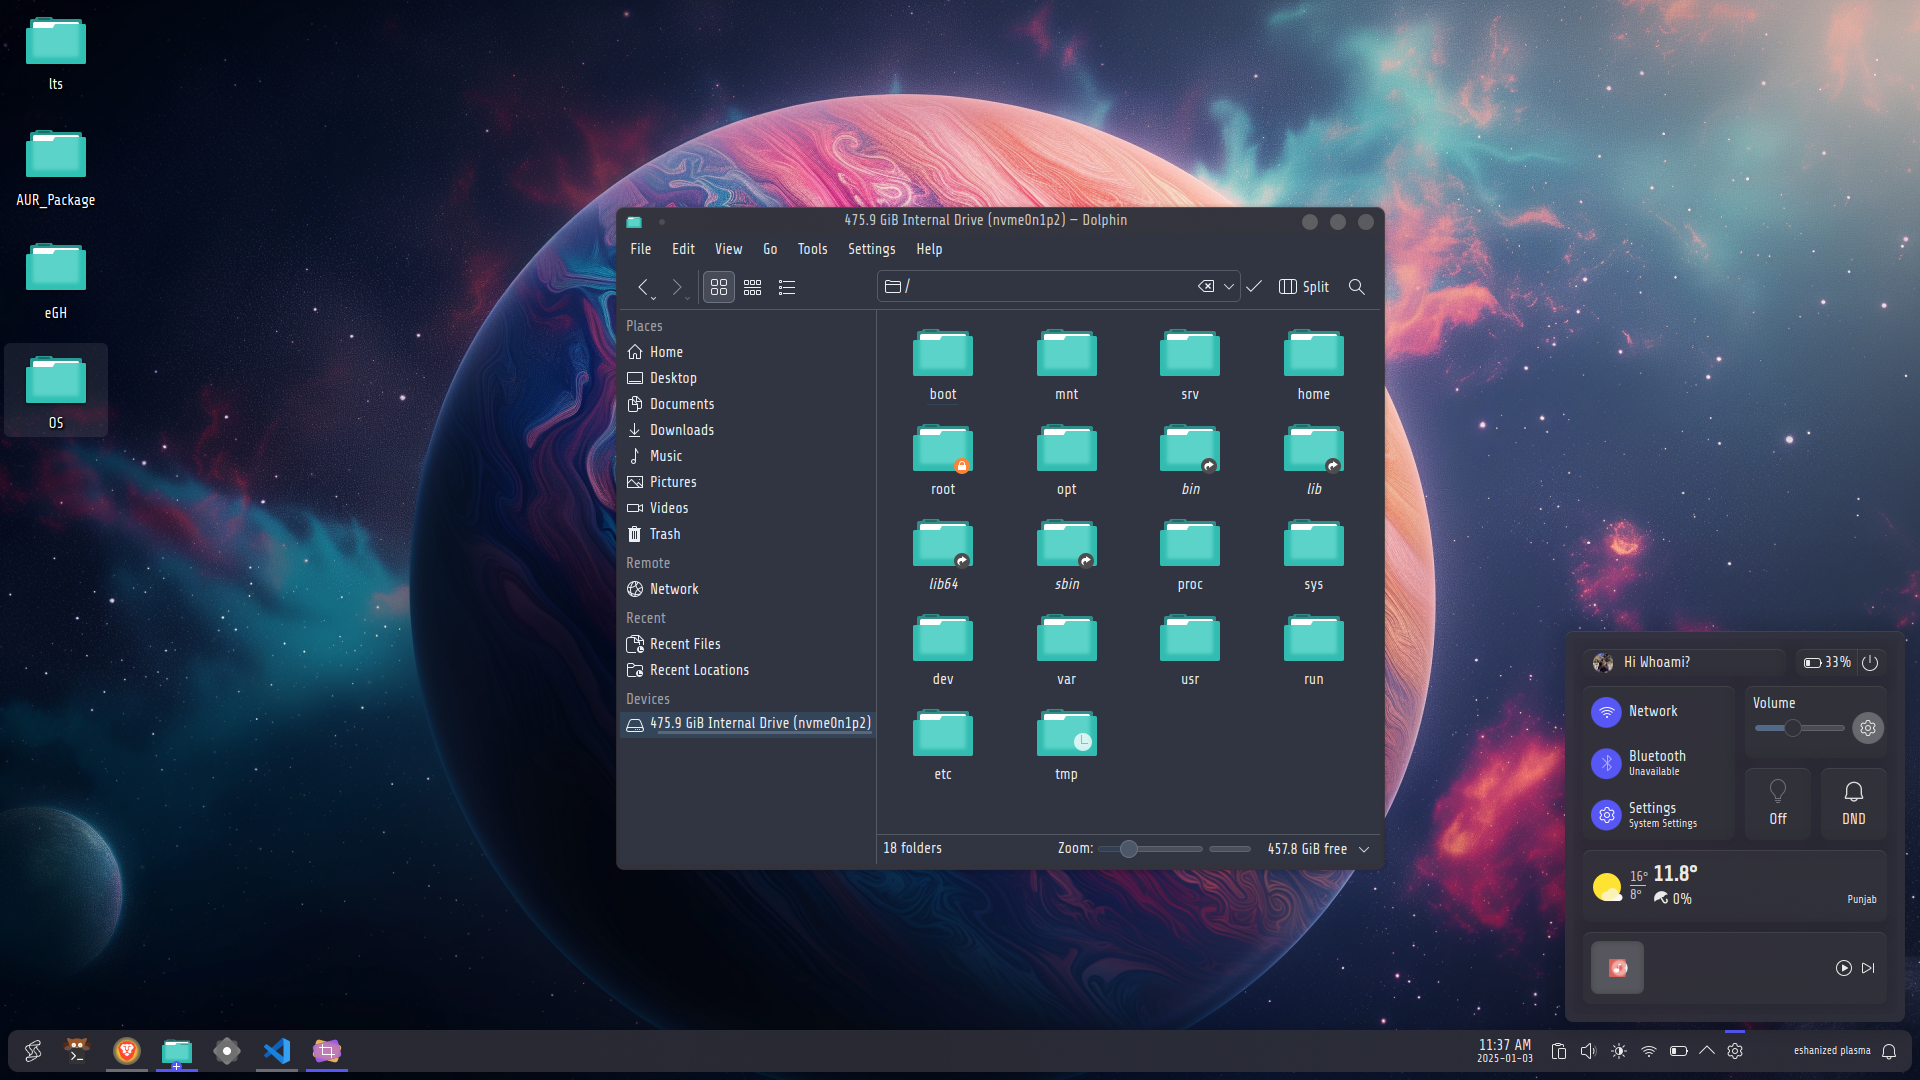 lts
AUR_Package
eGH
OS
475.9 GiB Internal Drive (nvme0n1p2) — Dolphin
File Edit View Go Tools Settings Help
/
Split
Places
Home
Desktop
Documents
Downloads
Music
Pictures
Videos
Trash
Remote
Network
Recent
Recent Files
Recent Locations
Devices
475.9 GiB Internal Drive (nvme0n1p2)
boot mnt srv home
root opt bin lib
lib64 sbin proc sys
dev var usr run
etc tmp
18 folders
Zoom:
457.8 GiB free
Hi Whoami?
33%
Network
Bluetooth
Unavailable
Settings
System Settings
Volume
Off
DND
16°
8°
11.8°
0%
Punjab
11:37 AM
2025-01-03
eshanized plasma